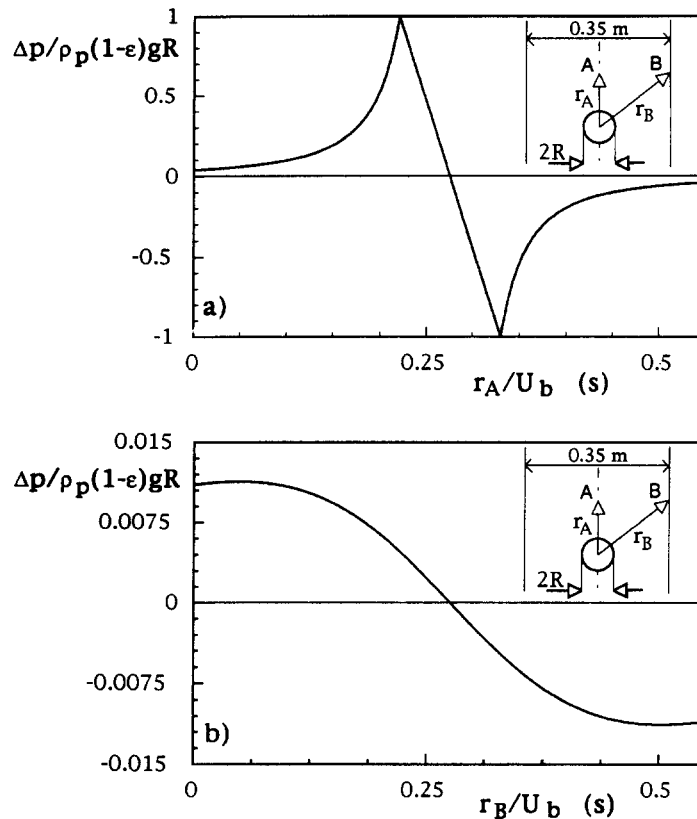 1
Δp/ρp(1-ε)gR
0.5
0
-0.5
-1
a)
0.35 m
A
B
rA
rB
2R
0
0.25
0.5
rA/Ub (s)
0.015
Δp/ρp(1-ε)gR
0.0075
0
-0.0075
-0.015
b)
0.35 m
A
B
rA
rB
2R
0
0.25
0.5
rB/Ub (s)